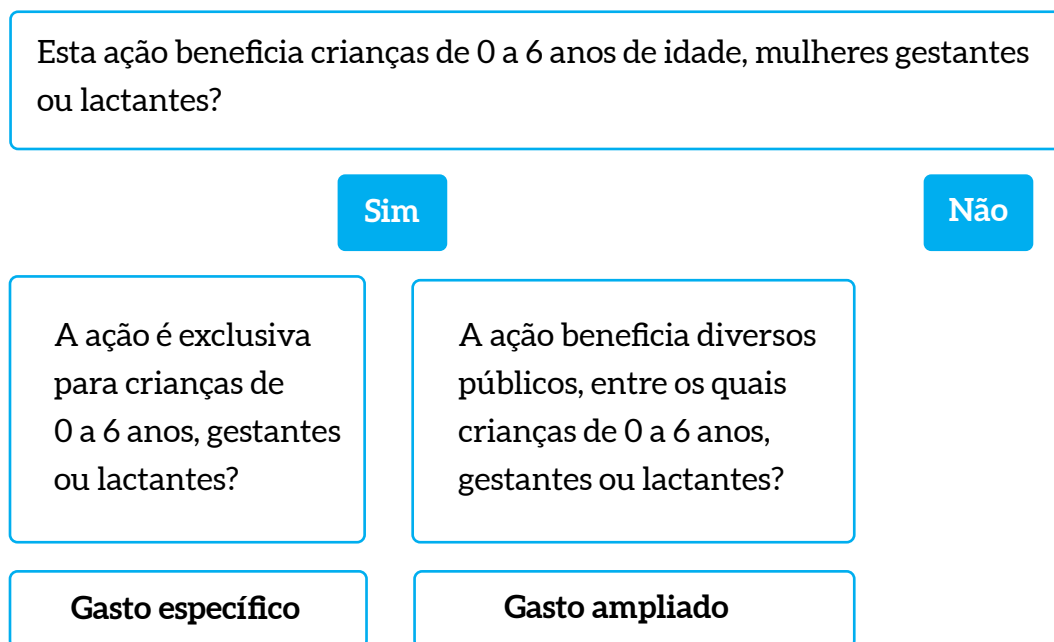 Esta ação beneficia crianças de 0 a 6 anos de idade, mulheres gestantes
ou lactantes?
Sim
Não
A ação é exclusiva
para crianças de
0 a 6 anos, gestantes
ou lactantes?
A ação beneficia diversos
públicos, entre os quais
crianças de 0 a 6 anos,
gestantes ou lactantes?
Gasto específico
Gasto ampliado